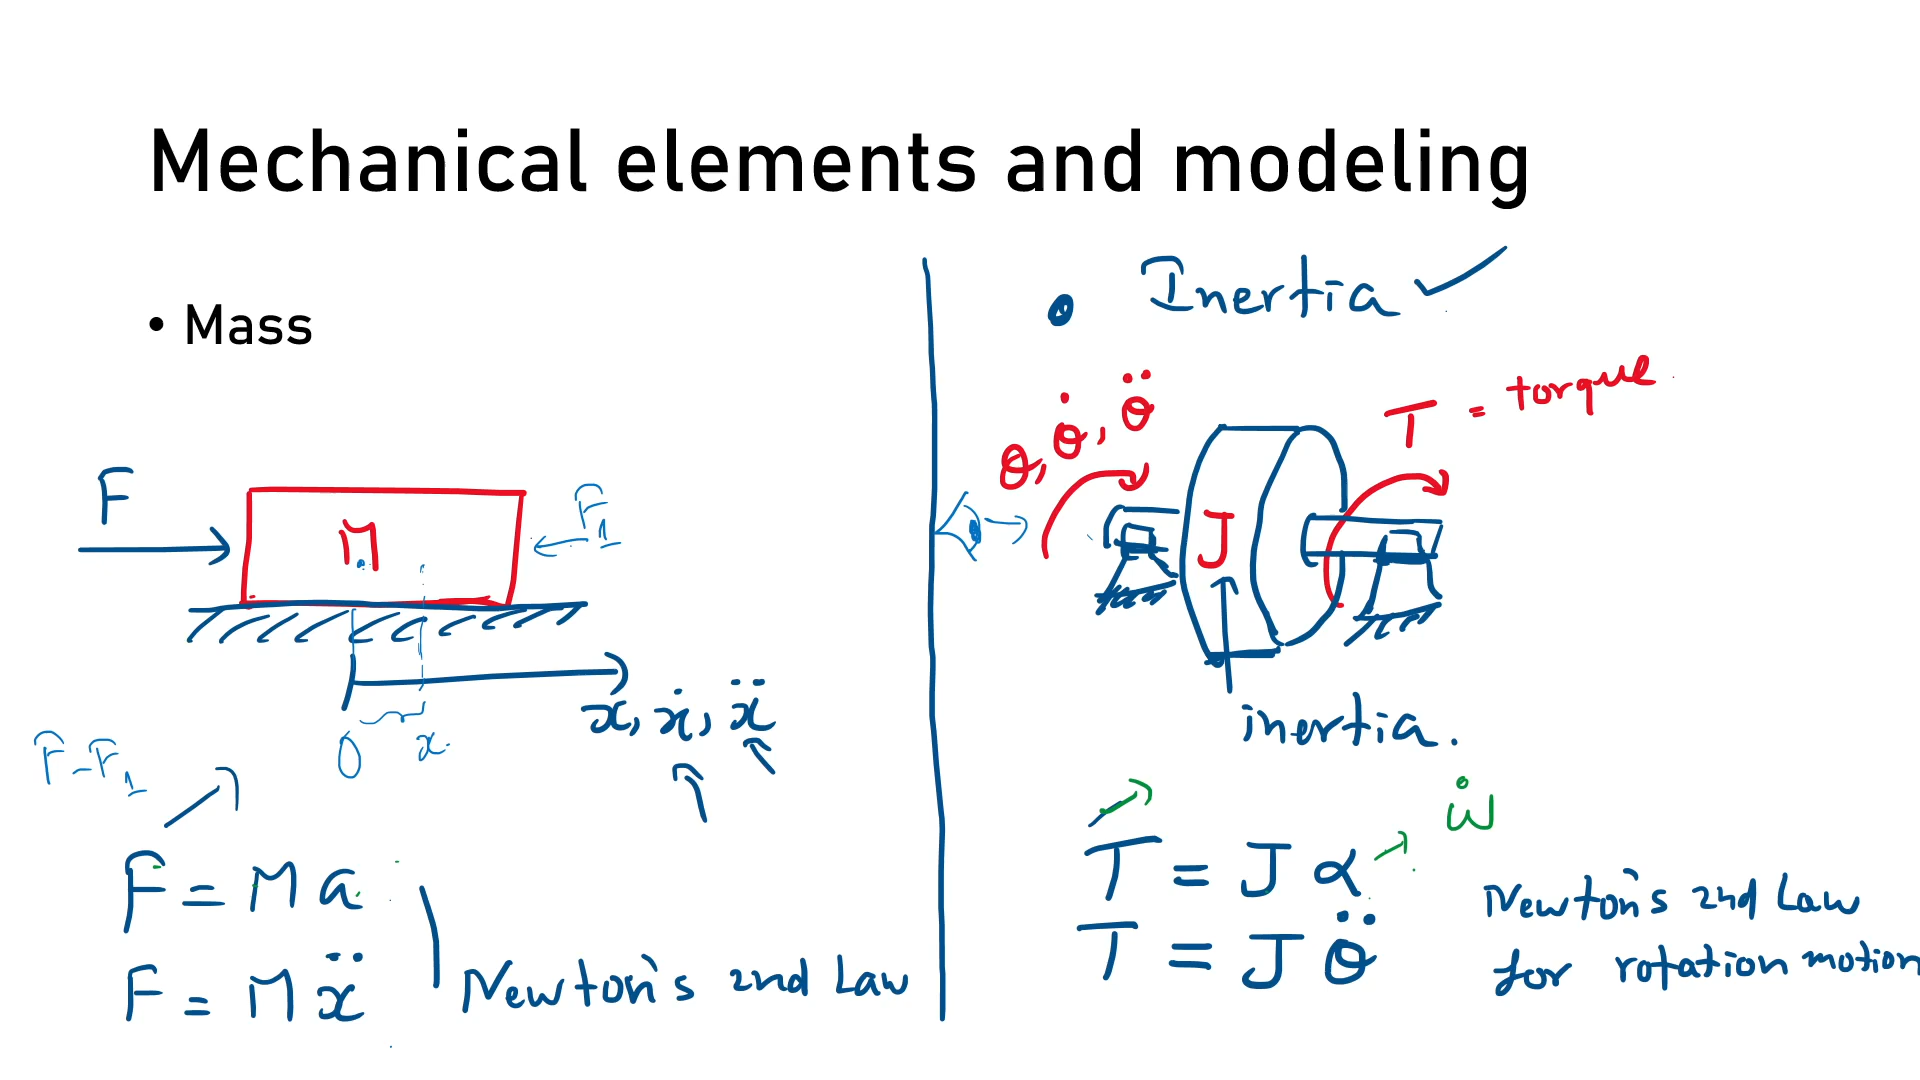 Mechanical elements and modeling
• Mass
F
M
F1
0
x
x, ẋ, ẍ
F-F1
F = Ma
F = Mẍ
Newton's 2nd Law
• Inertia ✓
θ, θ̇, θ̈
T = torque
J
inertia.
ω̇
T = Jα
T = Jθ̈
Newton's 2nd Law
for rotation motion